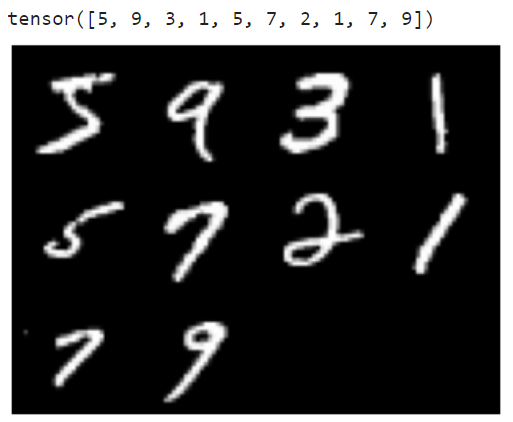 tensor([5, 9, 3, 1, 5, 7, 2, 1, 7, 9])
5 9 3 1
5 7 2 1
7 9